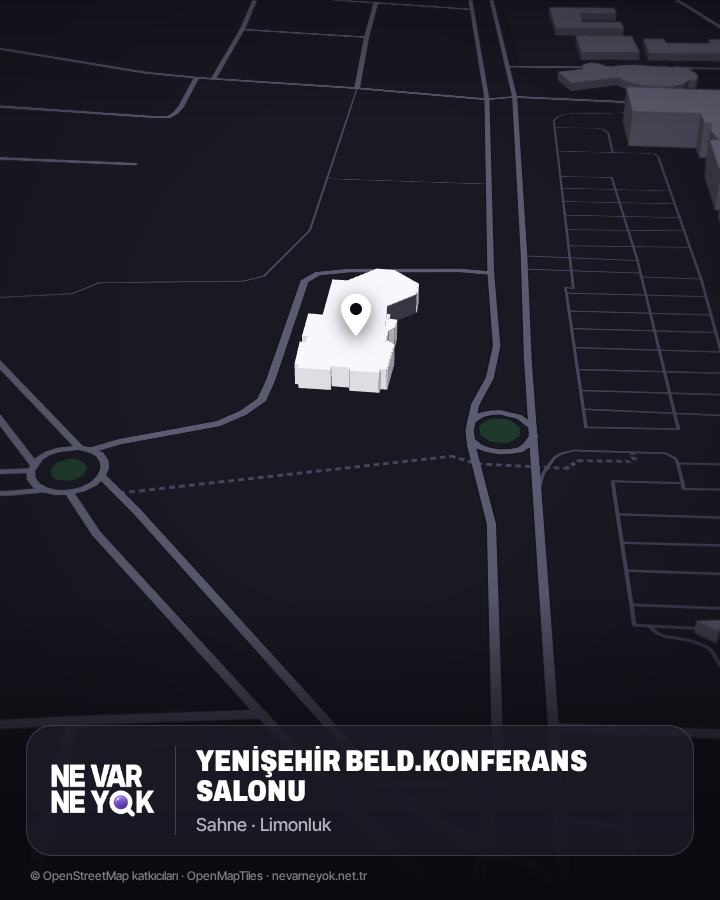 NE VAR
NE YOK
YENİŞEHİR BELD.KONFERANS
SALONU
Sahne · Limonluk
© OpenStreetMap katkıcıları · OpenMapTiles · nevarneyok.net.tr